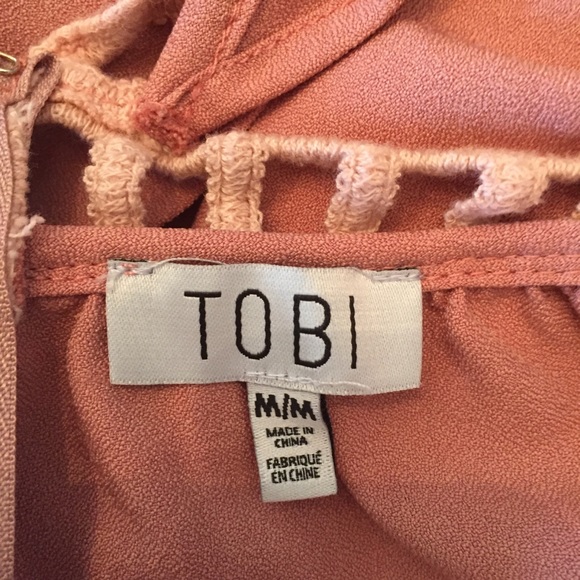 TOBI
M/M
MADE IN
CHINA
FABRIQUÉ
EN CHINE